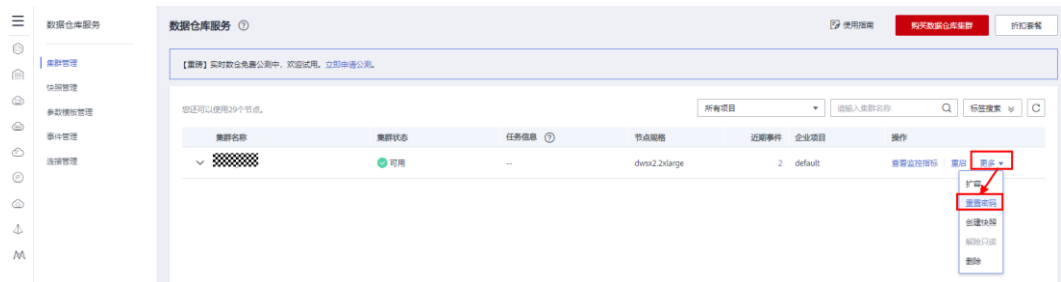 数据仓库服务
集群管理
快照管理
参数模板管理
事件管理
连接管理
数据仓库服务
使用指南
购买数据仓库集群
折扣套餐
【重磅】实时数仓免费公测中，欢迎试用。立即申请公测。
您还可以使用29个节点。
所有项目
请输入集群名称
标签搜索
集群名称 集群状态 任务信息 节点规格 近期事件 企业项目 操作
可用 -- dwsx2.2xlarge 2 default 查看监控指标 重启 更多
扩容
重置密码
创建快照
解除只读
删除